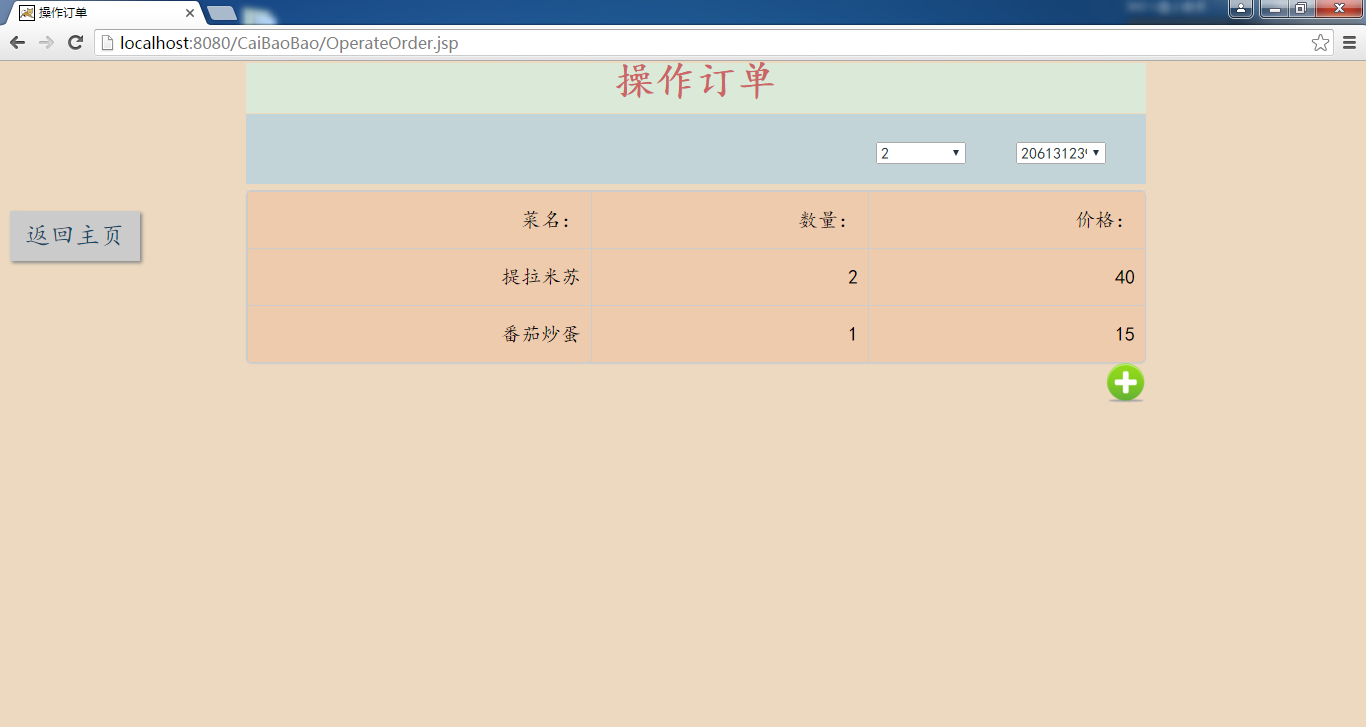 操作订单
localhost:8080/CaiBaoBao/OperateOrder.jsp
操作订单
2
返回主页
菜名： 数量： 价格：
提拉米苏 2 40
番茄炒蛋 1 15